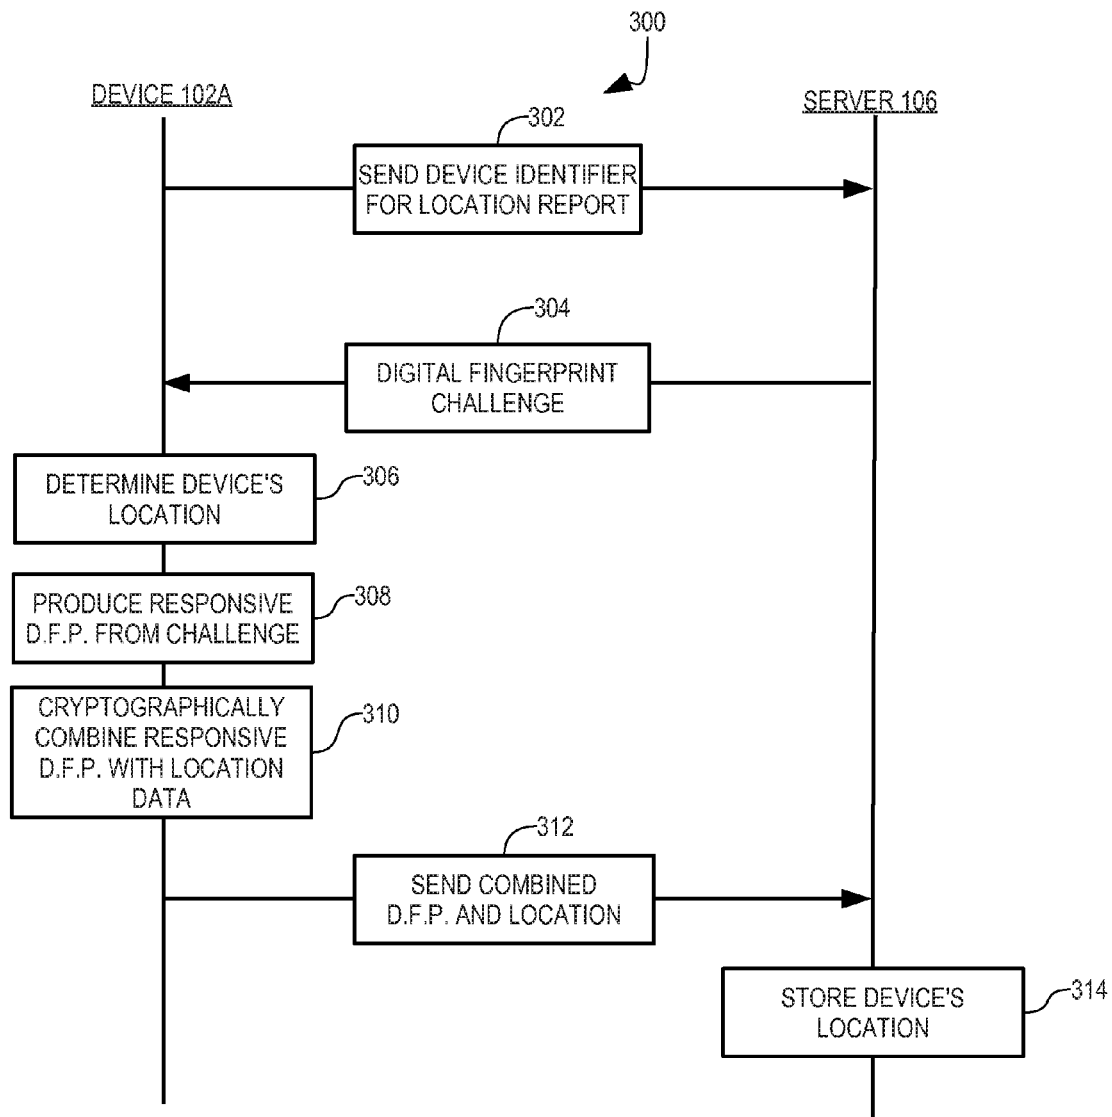 300
DEVICE 102A
SERVER 106
302
SEND DEVICE IDENTIFIER
FOR LOCATION REPORT
304
DIGITAL FINGERPRINT
CHALLENGE
DETERMINE DEVICE'S
LOCATION
306
PRODUCE RESPONSIVE
D.F.P. FROM CHALLENGE
308
CRYPTOGRAPHICALLY
COMBINE RESPONSIVE
D.F.P. WITH LOCATION
DATA
310
312
SEND COMBINED
D.F.P. AND LOCATION
STORE DEVICE'S
LOCATION
314